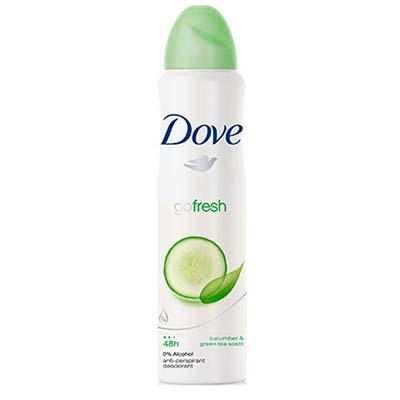 Dove
gofresh
cucumber &
green tea scent
48h
0% Alcohol
anti-perspirant
deodorant